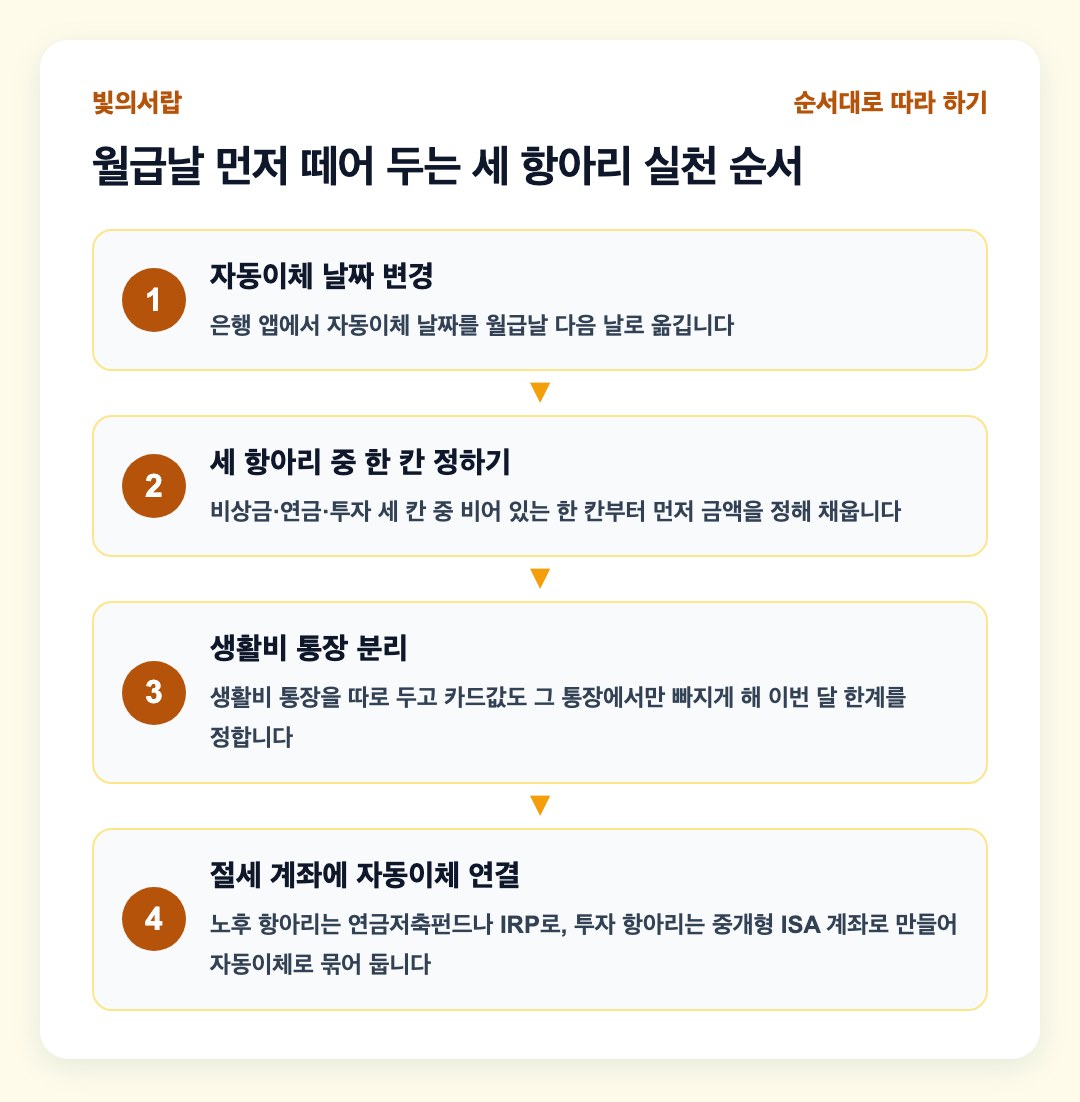 빛의서랍
순서대로 따라 하기
월급날 먼저 떼어 두는 세 항아리 실천 순서
1
자동이체 날짜 변경
은행 앱에서 자동이체 날짜를 월급날 다음 날로 옮깁니다
▼
2
세 항아리 중 한 칸 정하기
비상금·연금·투자 세 칸 중 비어 있는 한 칸부터 먼저 금액을 정해 채웁니다
▼
3
생활비 통장 분리
생활비 통장을 따로 두고 카드값도 그 통장에서만 빠지게 해 이번 달 한계를
정합니다
▼
4
절세 계좌에 자동이체 연결
노후 항아리는 연금저축펀드나 IRP로, 투자 항아리는 중개형 ISA 계좌로 만들어
자동이체로 묶어 둡니다